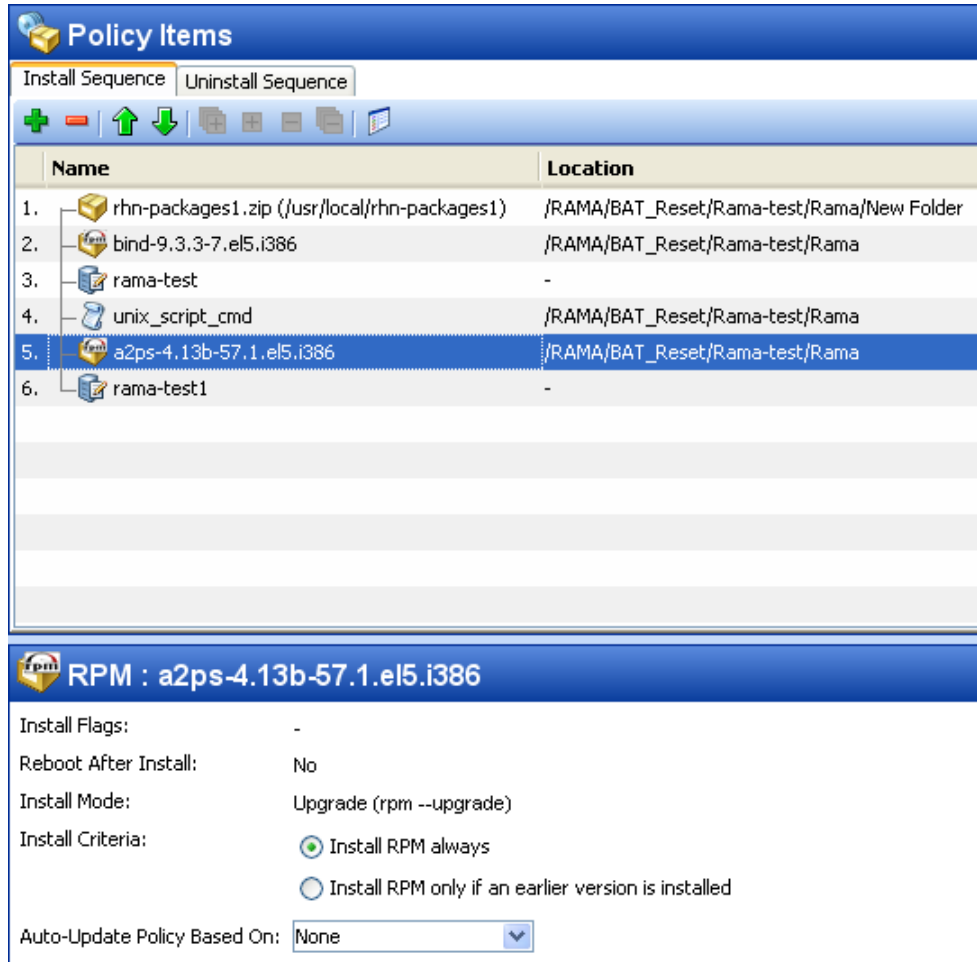 Policy Items
Install Sequence Uninstall Sequence
Name Location
1. rhn-packages1.zip (/usr/local/rhn-packages1) /RAMA/BAT_Reset/Rama-test/Rama/New Folder
2. rpm bind-9.3.3-7.el5.i386 /RAMA/BAT_Reset/Rama-test/Rama
3. rama-test -
4. unix_script_cmd /RAMA/BAT_Reset/Rama-test/Rama
5. rpm a2ps-4.13b-57.1.el5.i386 /RAMA/BAT_Reset/Rama-test/Rama
6. rama-test1 -
rpm RPM : a2ps-4.13b-57.1.el5.i386
Install Flags: -
Reboot After Install: No
Install Mode: Upgrade (rpm --upgrade)
Install Criteria: Install RPM always
Install RPM only if an earlier version is installed
Auto-Update Policy Based On: None